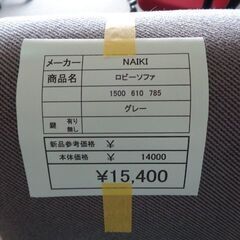 メーカー NAIKI
商品名 ロビーソファ
1500 610 785
グレー
鍵 有り 無し
新品参考価格 ¥
本体価格 ¥ 14000
¥15,400